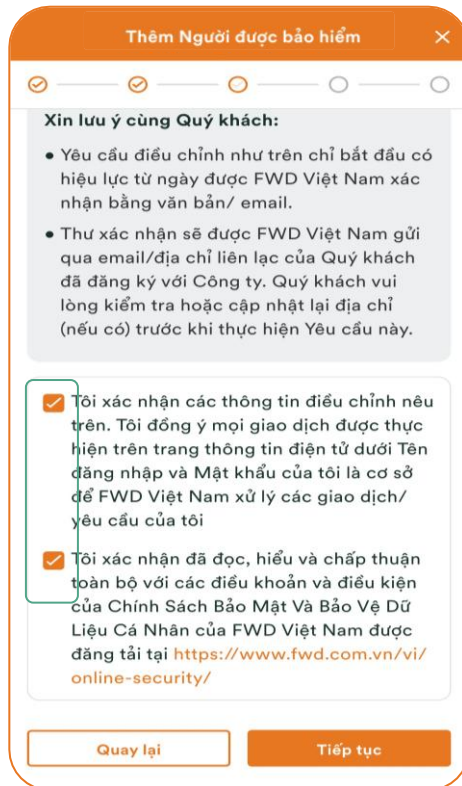 Thêm Người được bảo hiểm
Xin lưu ý cùng Quý khách:
• Yêu cầu điều chỉnh như trên chỉ bắt đầu có
hiệu lực từ ngày được FWD Việt Nam xác
nhận bằng văn bản/ email.
• Thư xác nhận sẽ được FWD Việt Nam gửi
qua email/địa chỉ liên lạc của Quý khách
đã đăng ký với Công ty. Quý khách vui
lòng kiểm tra hoặc cập nhật lại địa chỉ
(nếu có) trước khi thực hiện Yêu cầu này.
Tôi xác nhận các thông tin điều chỉnh nêu
trên. Tôi đồng ý mọi giao dịch được thực
hiện trên trang thông tin điện tử dưới Tên
đăng nhập và Mật khẩu của tôi là cơ sở
để FWD Việt Nam xử lý các giao dịch/
yêu cầu của tôi
Tôi xác nhận đã đọc, hiểu và chấp thuận
toàn bộ với các điều khoản và điều kiện
của Chính Sách Bảo Mật Và Bảo Vệ Dữ
Liệu Cá Nhân của FWD Việt Nam được
đăng tải tại https://www.fwd.com.vn/vi/
online-security/
Quay lại
Tiếp tục